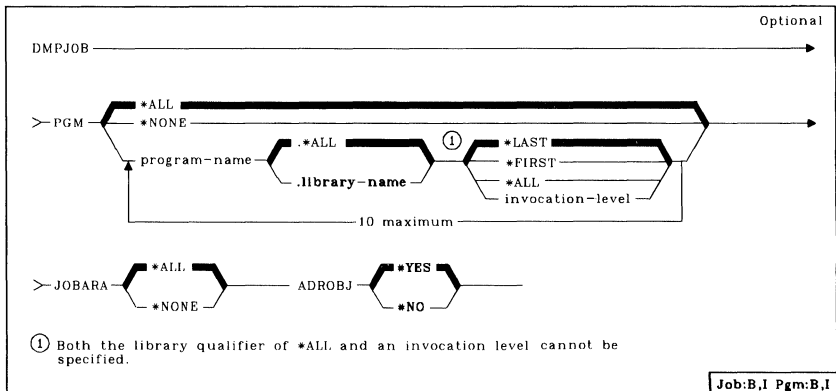 Optional
DMPJOB
*ALL
PGM *NONE
program-name .*ALL ① *LAST
.library-name *FIRST
*ALL
invocation-level
10 maximum
JOBARA *ALL ADROBJ *YES
*NONE *NO
① Both the library qualifier of *ALL and an invocation level cannot be
specified.
Job:B,I Pgm:B,I